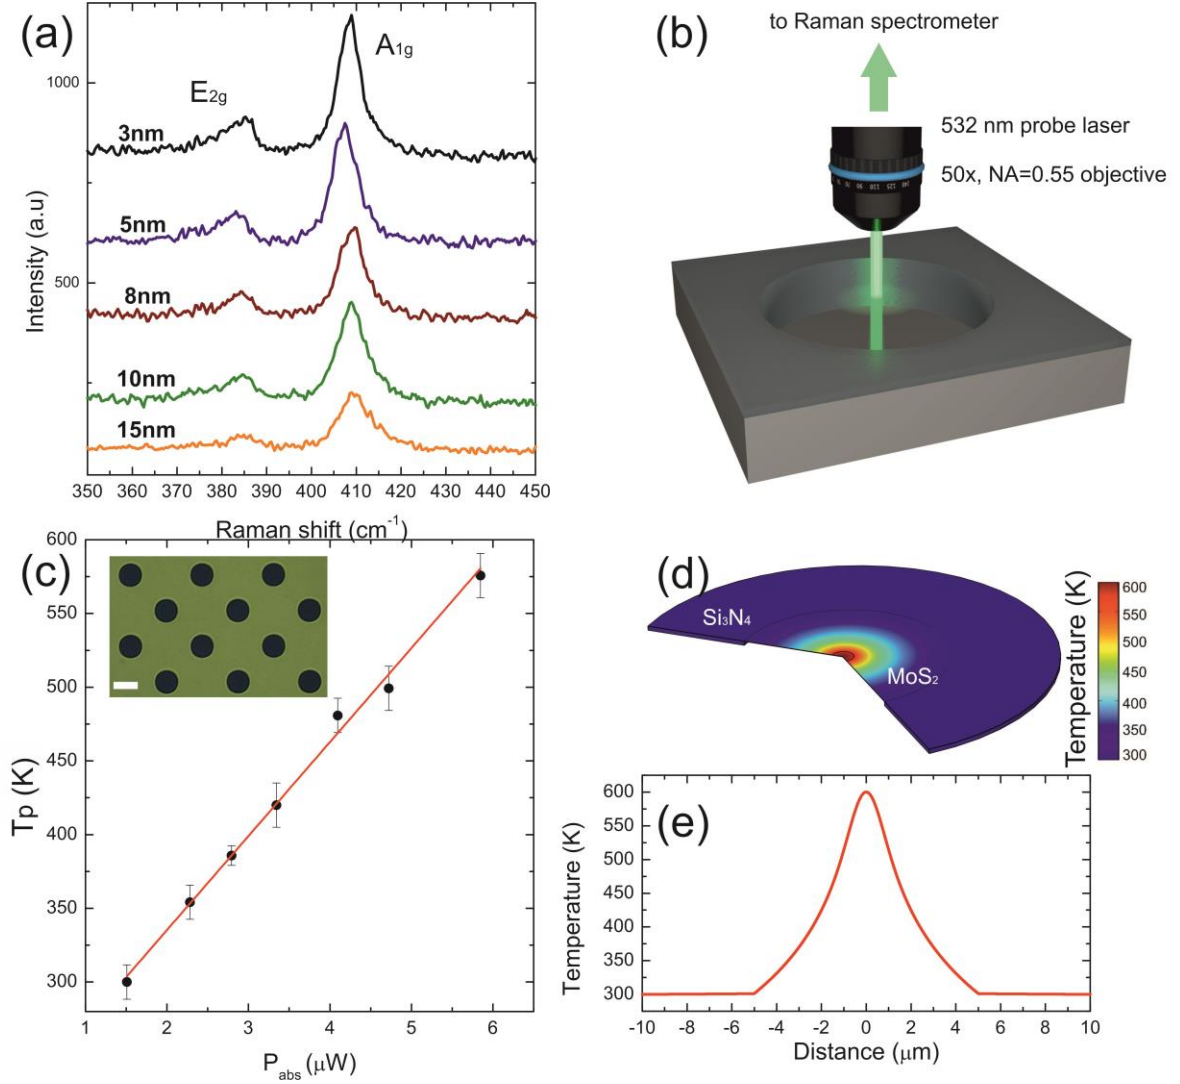 (a)
E2g
A1g
3nm
5nm
8nm
10nm
15nm
1000
500
Intensity (a.u)
350 360 370 380 390 400 410 420 430 440 450
Raman shift (cm-1)
(b)
to Raman spectrometer
532 nm probe laser
50x, NA=0.55 objective
(c)
600
550
500
450
400
350
300
Tp (K)
1 2 3 4 5 6
Pabs (μW)
(d)
Si3N4
MoS2
Temperature (K)
600
550
500
450
400
350
300
(e)
600
550
500
450
400
350
300
Temperature (K)
-10 -8 -6 -4 -2 0 2 4 6 8 10
Distance (μm)